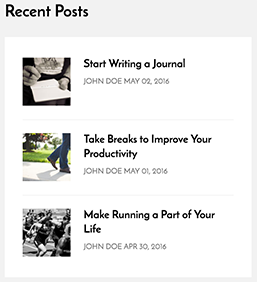 Recent Posts
Start Writing a Journal
JOHN DOE MAY 02, 2016
Take Breaks to Improve Your
Productivity
JOHN DOE MAY 01, 2016
Make Running a Part of Your
Life
JOHN DOE APR 30, 2016